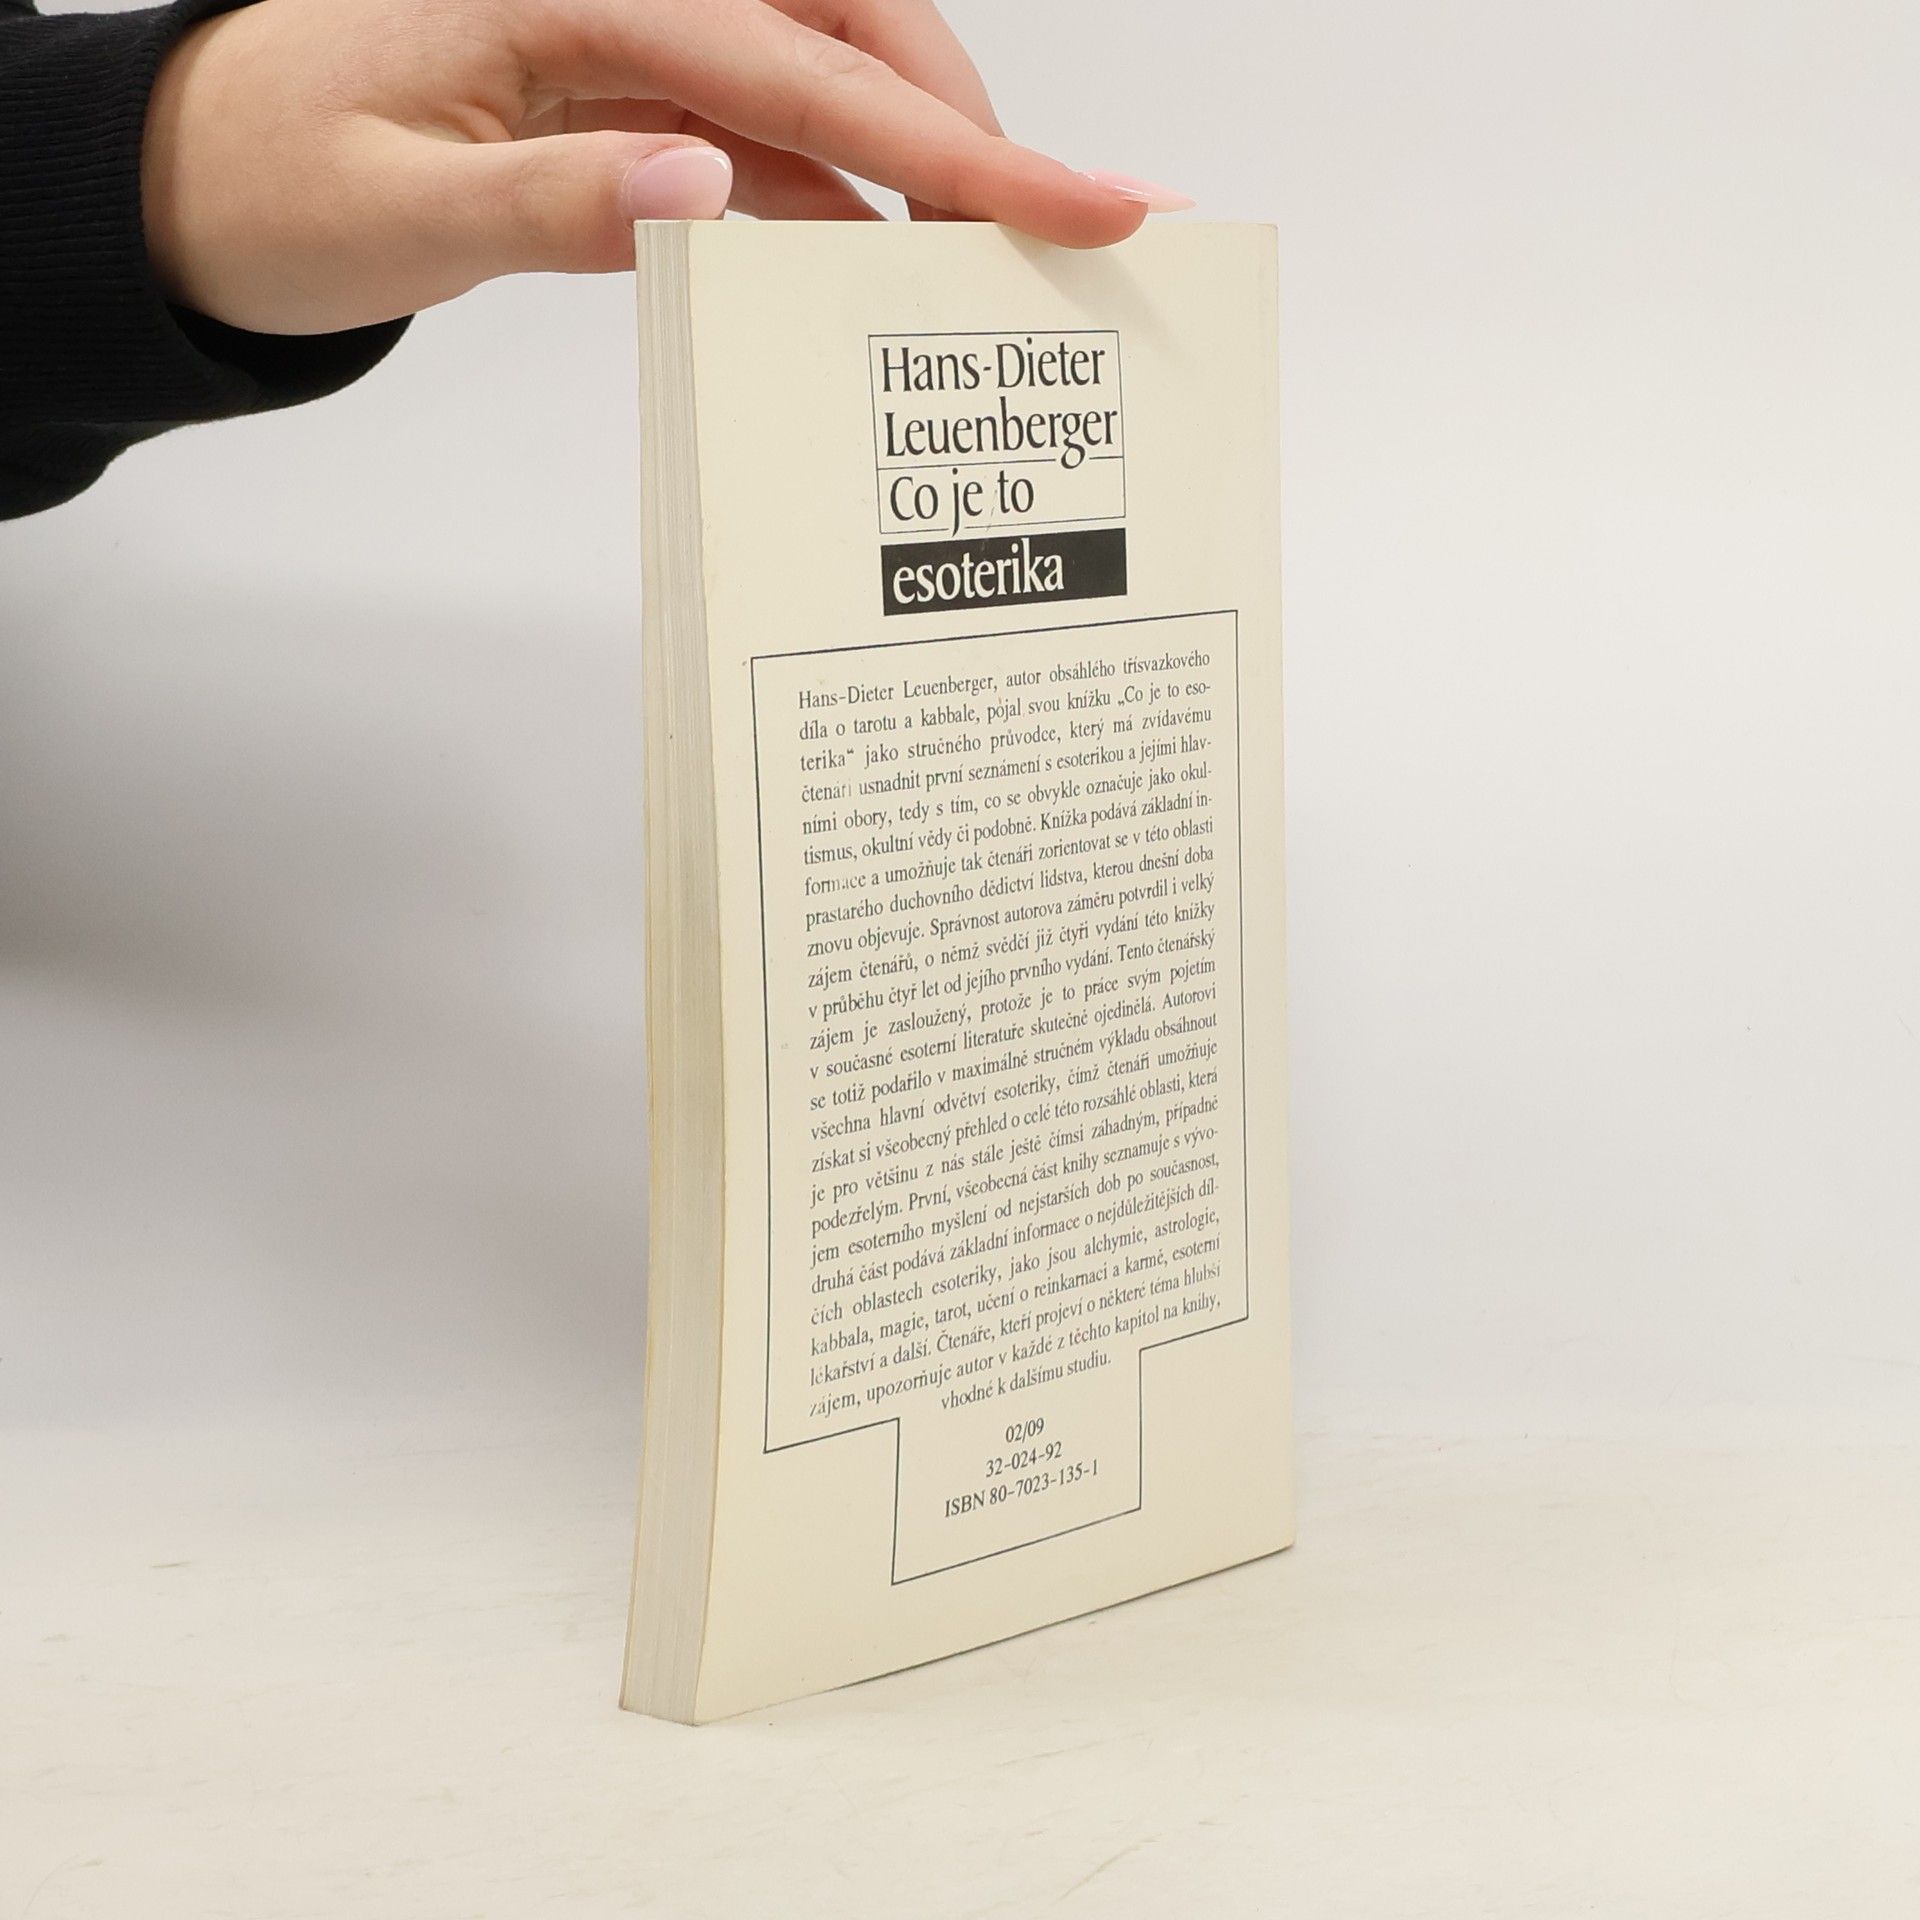 Hans-Dieter
Leuenberger
Co je to
esoterika
Hans-Dieter Leuenberger, autor obsáhlého třísvazkového
díla o tarotu a kabbale, pojal svou knížku „Co je to eso-
terika“ jako stručného průvodce, který má zvídavému
čtenáři usnadnit první seznámení s esoterikou a jejími hlav-
ními obory, tedy s tím, co se obvykle označuje jako okul-
tismus, okultní vědy či podobně. Knížka podává základní in-
formace a umožňuje tak čtenáři zorientovat se v této oblasti
prastarého duchovního dědictví lidstva, kterou dnešní doba
znovu objevuje. Správnost autorova záměru potvrdil i velký
zájem čtenářů, o němž svědčí již čtyři vydání této knížky
v průběhu čtyř let od jejího prvního vydání. Tento čtenářský
zájem je zasloužený, protože je to práce svým pojetím
v současné esoterní literatuře skutečně ojedinělá. Autorovi
se totiž podařilo v maximálně stručném výkladu obsáhnout
všechna hlavní odvětví esoteriky, čímž čtenáři umožňuje
získat si všeobecný přehled o celé této rozsáhlé oblasti, která
je pro většinu z nás stále ještě čímsi záhadným, případně
podezřelým. První, všeobecná část knihy seznamuje s vývo-
jem esoterního myšlení od nejstarších dob po současnost,
druhá část podává základní informace o nejdůležitějších díl-
čích oblastech esoteriky, jako jsou alchymie, astrologie,
kabbala, magie, tarot, učení o reinkarnaci a karmě, esoterní
lékařství a další. Čtenáře, kteří projeví o některé téma hlubší
zájem, upozorňuje autor v každé z těchto kapitol na knihy,
vhodné k dalšímu studiu.
02/09
32-024-92
ISBN 80-7023-135-1